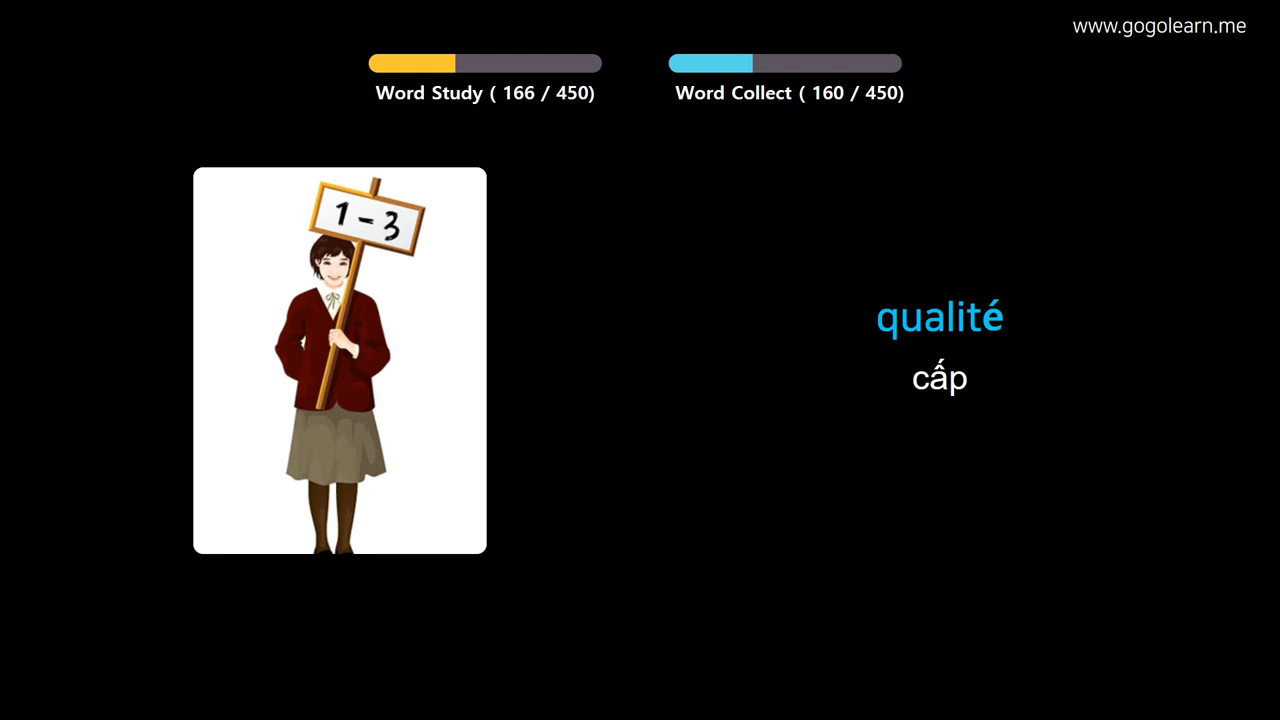 www.gogolearn.me
Word Study ( 166 / 450)
Word Collect ( 160 / 450)
1 - 3
qualité
cấp